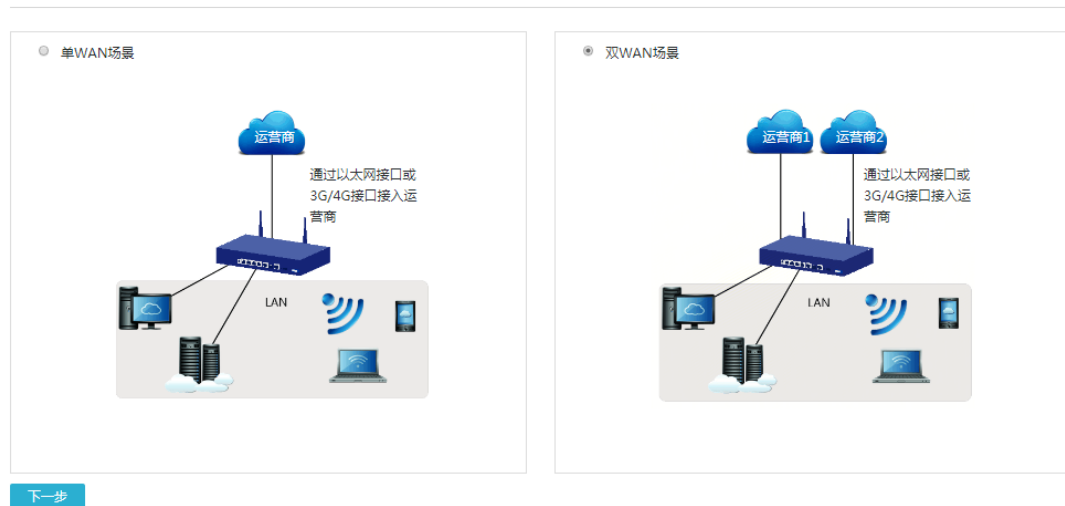 单WAN场景
运营商
通过以太网接口或
3G/4G接口接入运
营商
LAN
双WAN场景
运营商1
运营商2
通过以太网接口或
3G/4G接口接入运
营商
LAN
下一步